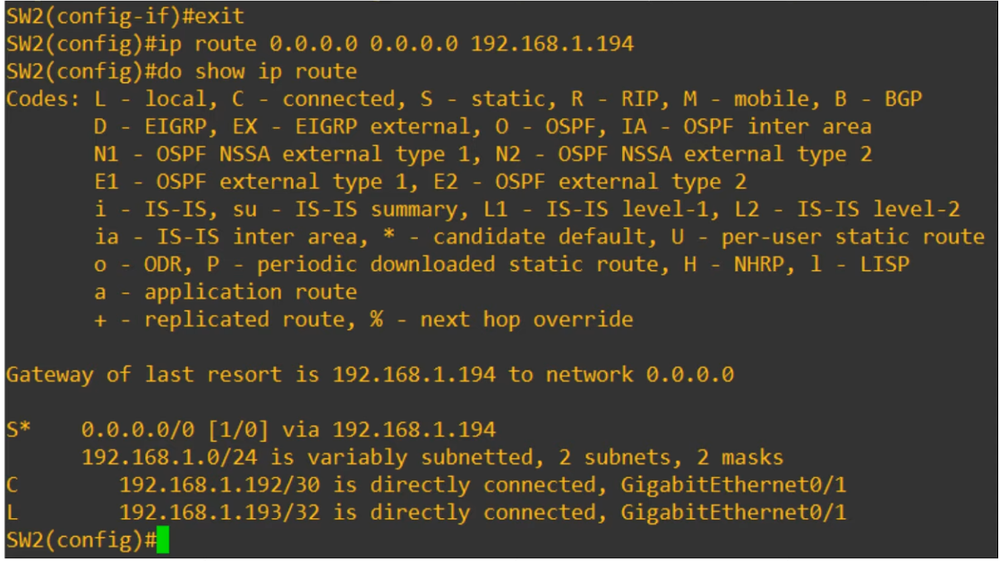 SW2(config-if)#exit
SW2(config)#ip route 0.0.0.0 0.0.0.0 192.168.1.194
SW2(config)#do show ip route
Codes: L - local, C - connected, S - static, R - RIP, M - mobile, B - BGP
       D - EIGRP, EX - EIGRP external, O - OSPF, IA - OSPF inter area
       N1 - OSPF NSSA external type 1, N2 - OSPF NSSA external type 2
       E1 - OSPF external type 1, E2 - OSPF external type 2
       i - IS-IS, su - IS-IS summary, L1 - IS-IS level-1, L2 - IS-IS level-2
       ia - IS-IS inter area, * - candidate default, U - per-user static route
       o - ODR, P - periodic downloaded static route, H - NHRP, l - LISP
       a - application route
       + - replicated route, % - next hop override

Gateway of last resort is 192.168.1.194 to network 0.0.0.0

S*    0.0.0.0/0 [1/0] via 192.168.1.194
      192.168.1.0/24 is variably subnetted, 2 subnets, 2 masks
C        192.168.1.192/30 is directly connected, GigabitEthernet0/1
L        192.168.1.193/32 is directly connected, GigabitEthernet0/1
SW2(config)#